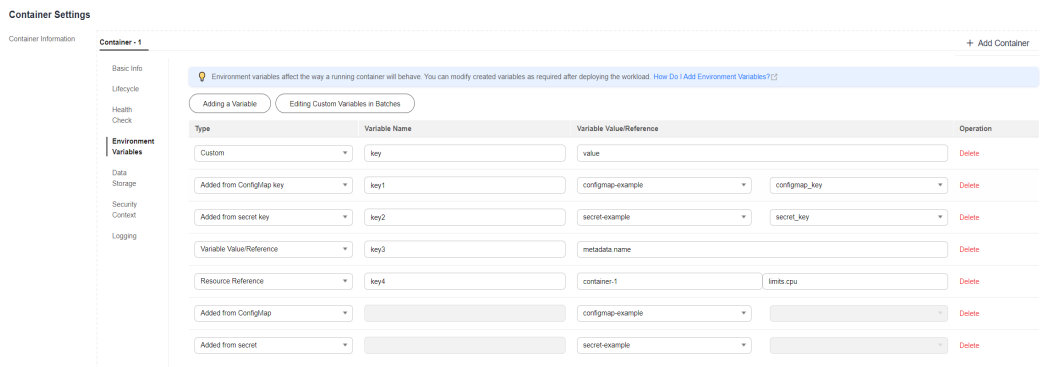 Container Settings
Container Information
Container - 1
+ Add Container
Basic Info
Lifecycle
Health
Check
Environment
Variables
Data
Storage
Security
Context
Logging
Environment variables affect the way a running container will behave. You can modify created variables as required after deploying the workload. How Do I Add Environment Variables?
Adding a Variable Editing Custom Variables in Batches
Type Variable Name Variable Value/Reference Operation
Custom key value Delete
Added from ConfigMap key key1 configmap-example configmap_key Delete
Added from secret key key2 secret-example secret_key Delete
Variable Value/Reference key3 metadata.name Delete
Resource Reference key4 container-1 limits.cpu Delete
Added from ConfigMap configmap-example Delete
Added from secret secret-example Delete